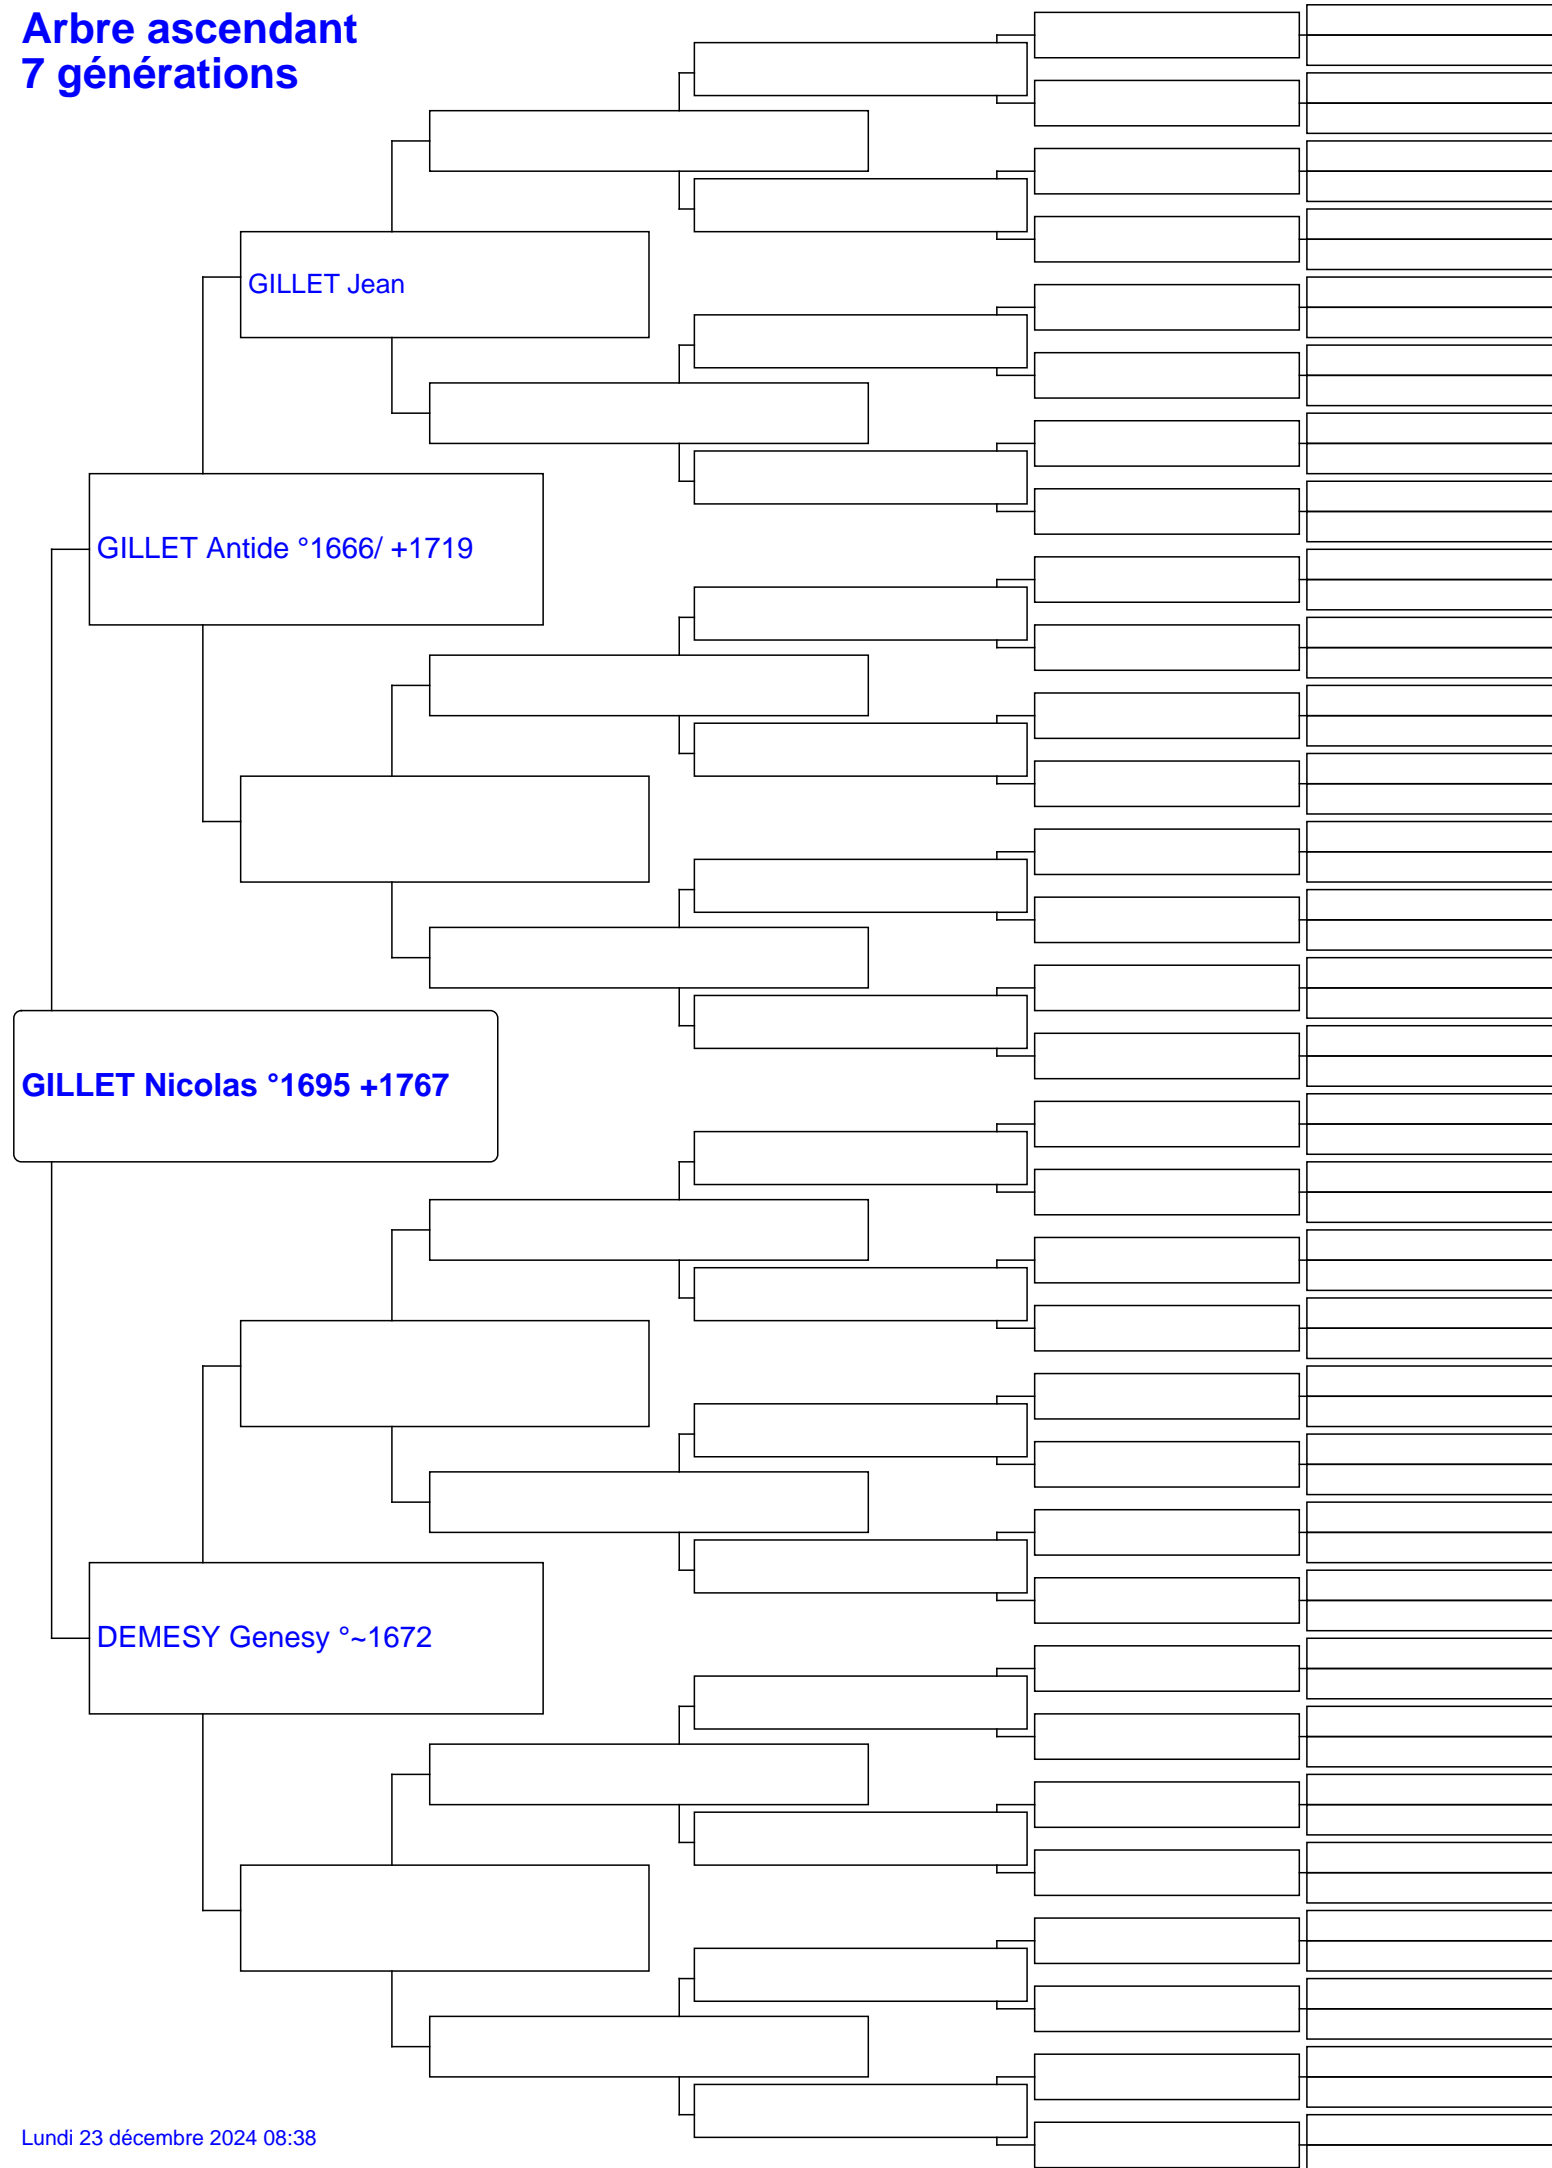 Arbre ascendant
7 générations
GILLET Jean
GILLET Antide °1666/ +1719
GILLET Nicolas °1695 +1767
DEMESY Genesy °~1672
Lundi 23 décembre 2024 08:38